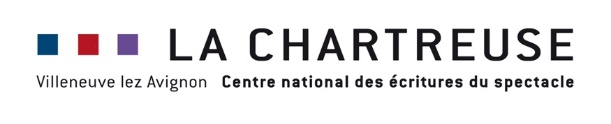 LA CHARTREUSE
Villeneuve lez Avignon Centre national des écritures du spectacle